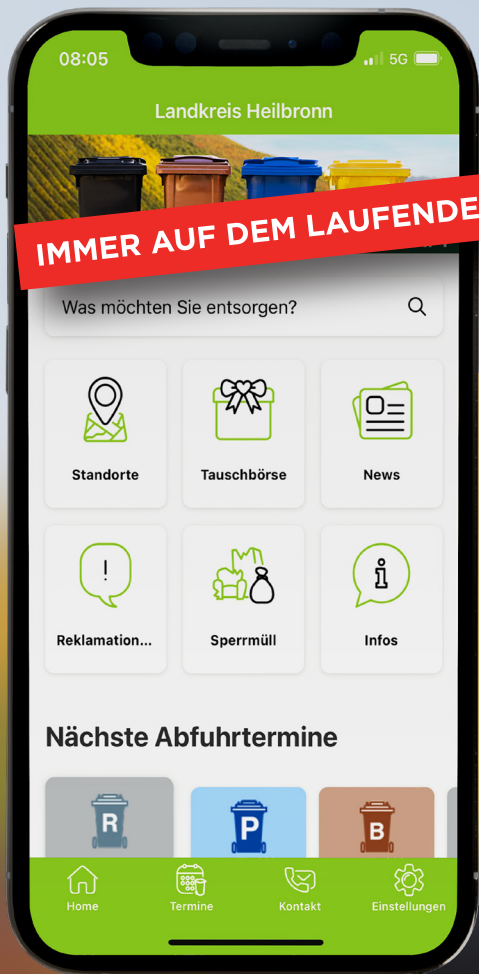 08:05
5G
Landkreis Heilbronn
IMMER AUF DEM LAUFENDE
Was möchten Sie entsorgen?
Standorte
Tauschbörse
News
Reklamation...
Sperrmüll
Infos
Nächste Abfuhrtermine
R
P
B
Home
Termine
Kontakt
Einstellungen